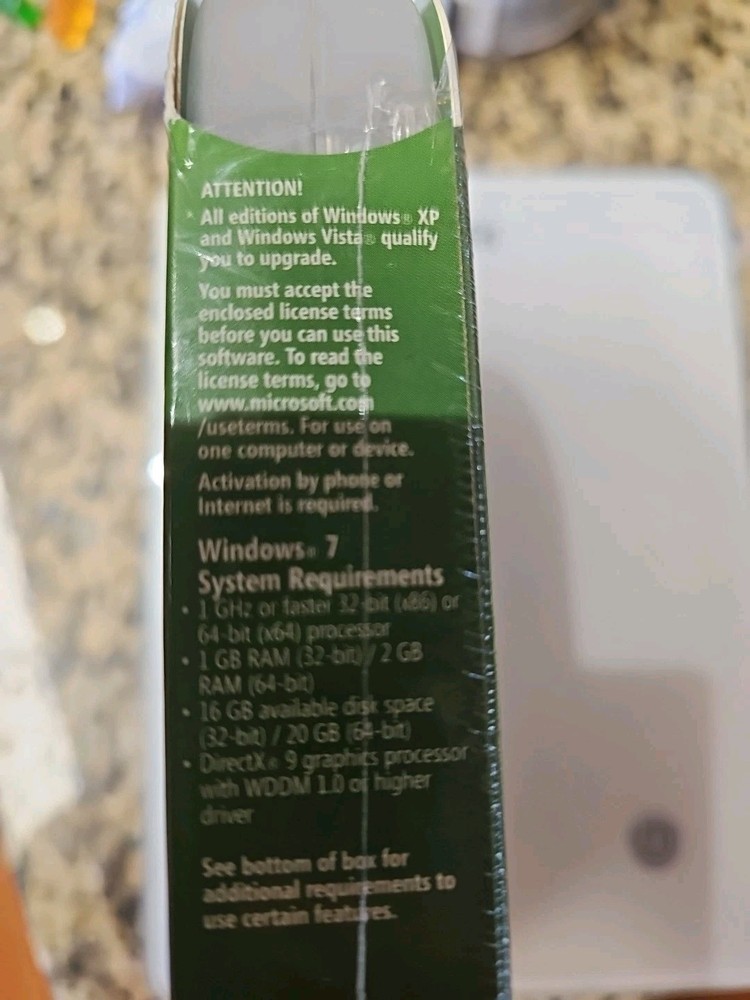 ATTENTION!
All editions of Windows® XP
and Windows Vista® qualify
you to upgrade.
You must accept the
enclosed license terms
before you can use this
software. To read the
license terms, go to
www.microsoft.com
/useterms. For use on
one computer or device.
Activation by phone or
Internet is required.
Windows® 7
System Requirements
• 1 GHz or faster 32-bit (x86) or
64-bit (x64) processor
• 1 GB RAM (32-bit) / 2 GB
RAM (64-bit)
• 16 GB available disk space
(32-bit) / 20 GB (64-bit)
• DirectX® 9 graphics processor
with WDDM 1.0 or higher
driver
See bottom of box for
additional requirements to
use certain features.